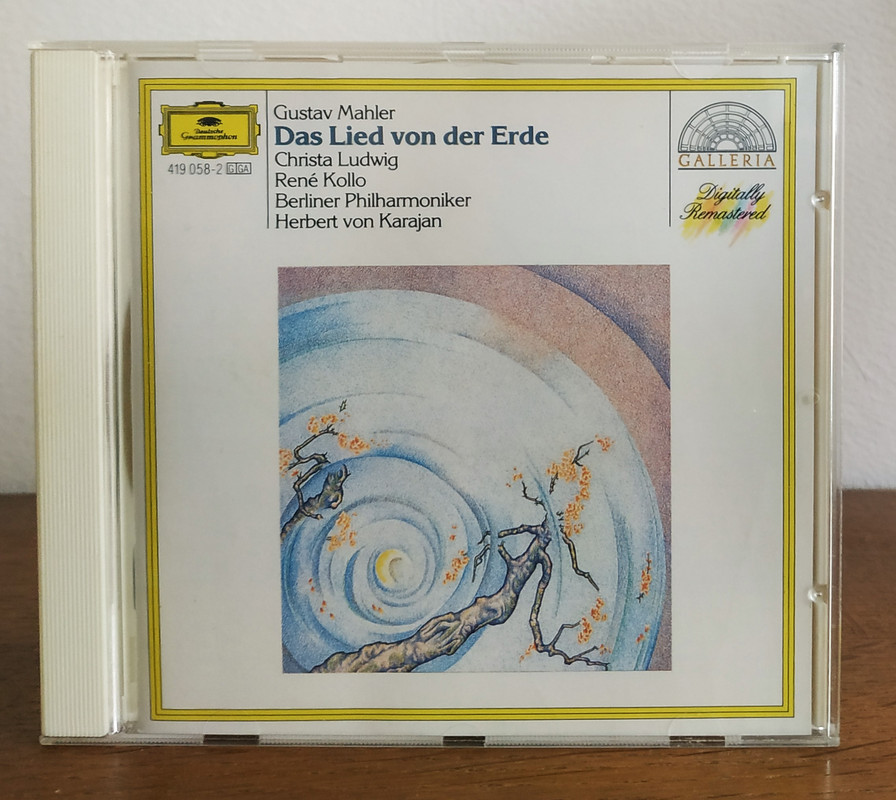 Deutsche
Grammophon
419 058-2 G GA
Gustav Mahler
Das Lied von der Erde
Christa Ludwig
René Kollo
Berliner Philharmoniker
Herbert von Karajan
GALLERIA
Digitally
Remastered